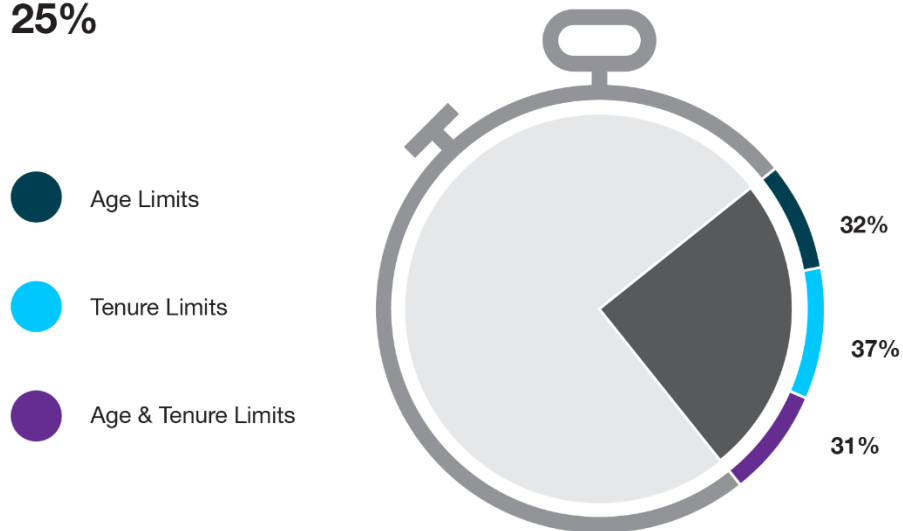 25%
Age Limits
32%
Tenure Limits
37%
Age & Tenure Limits
31%